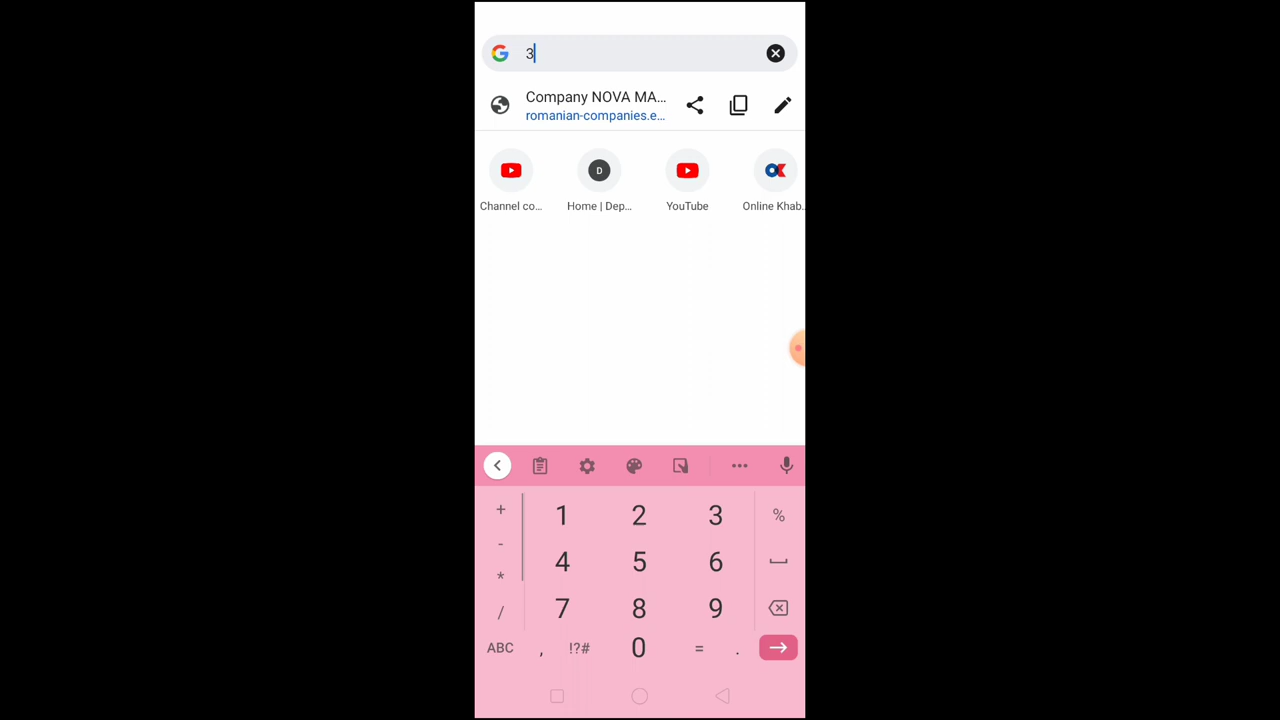 3
Company NOVA MA...
romanian-companies.e...
D
Channel co...
Home | Dep...
YouTube
Online Khab..
+ 1 2 3 %
- 4 5 6
*
/ 7 8 9
ABC , !?# 0 = .